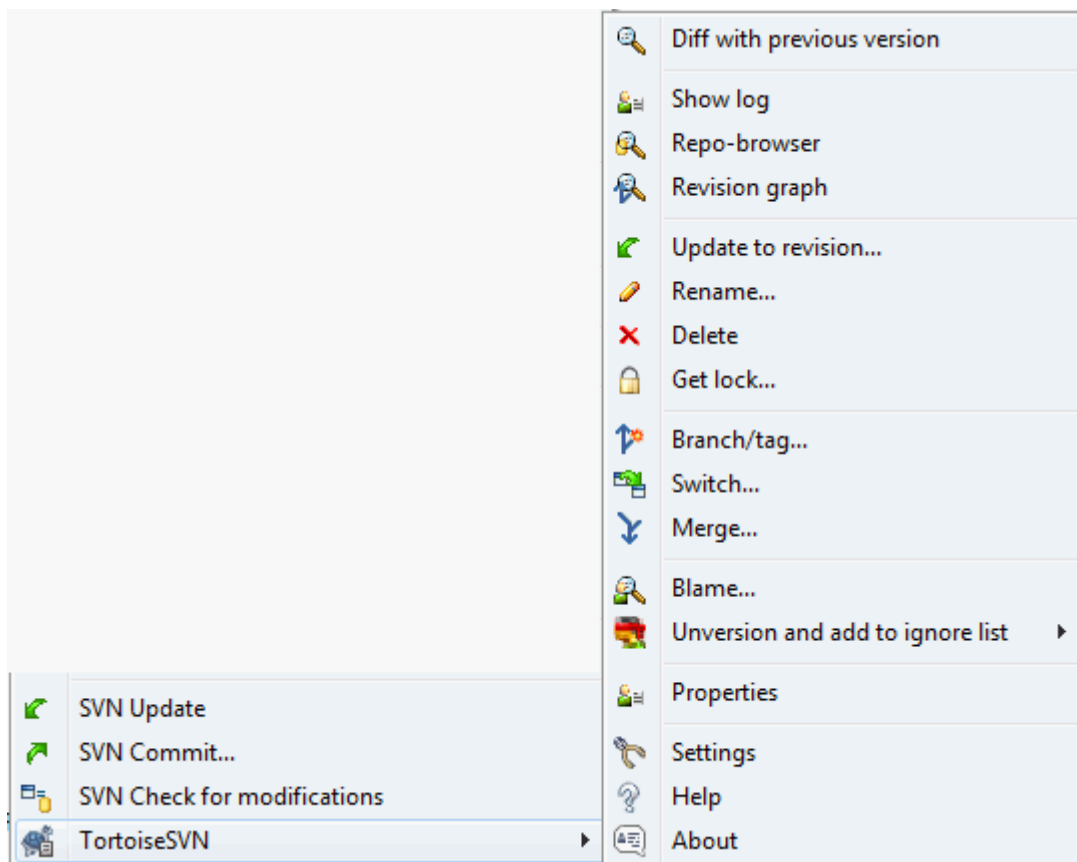 Diff with previous version
Show log
Repo-browser
Revision graph
Update to revision...
Rename...
Delete
Get lock...
Branch/tag...
Switch...
Merge...
Blame...
Unversion and add to ignore list
Properties
Settings
Help
About
SVN Update
SVN Commit...
SVN Check for modifications
TortoiseSVN